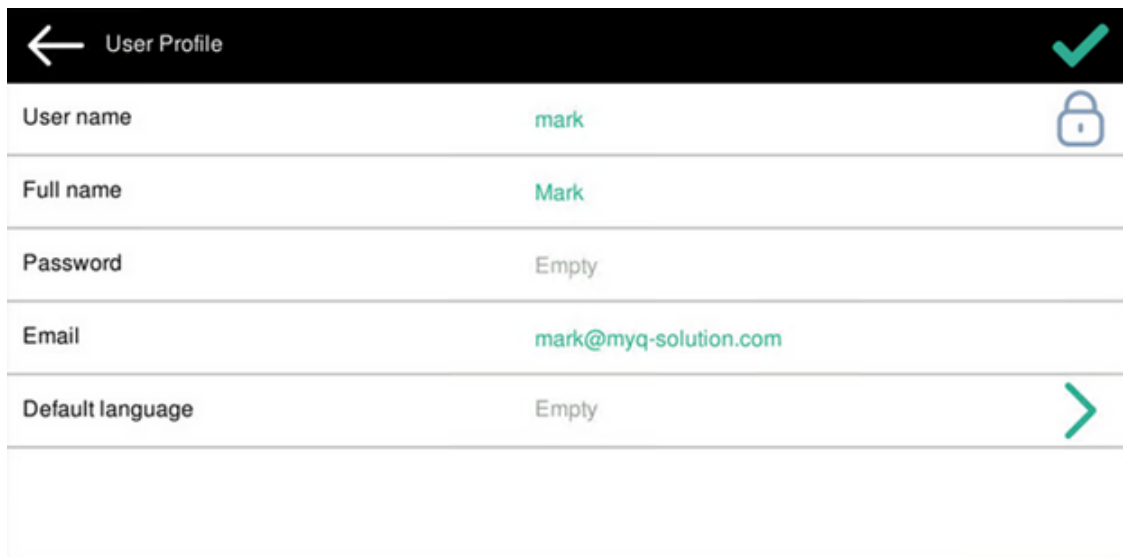 User Profile
User name mark
Full name Mark
Password Empty
Email mark@myq-solution.com
Default language Empty